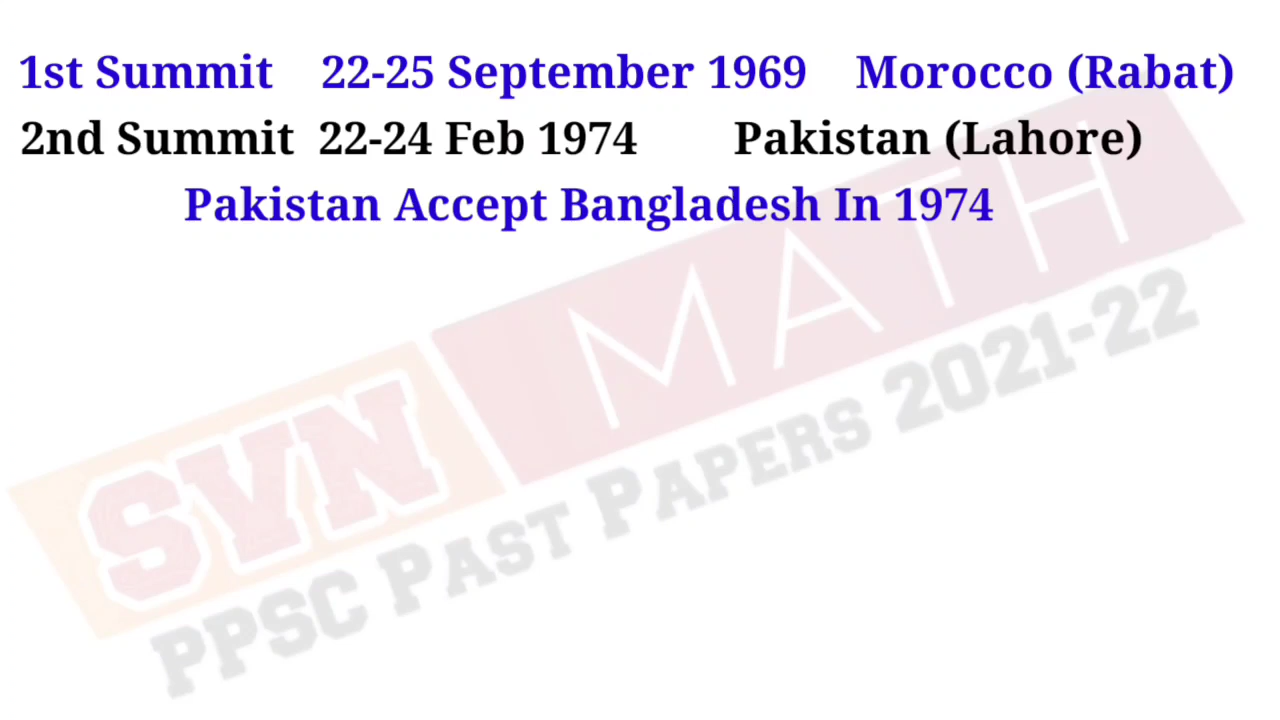 1st Summit 22-25 September 1969 Morocco (Rabat)
2nd Summit 22-24 Feb 1974 Pakistan (Lahore)
Pakistan Accept Bangladesh In 1974
SVN MATH
PPSC PAST PAPERS 2021-22